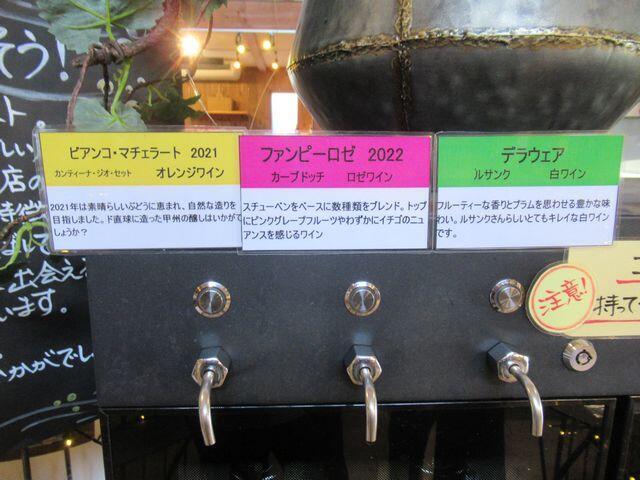 そう！
ビアンコ・マチェラート 2021
カンティーナ・ジオ・セット オレンジワイン
2021年は素晴らしいぶどうに恵まれ、自然な造りを
目指しました。ド直球に造った甲州の醸しはいかがで
しょうか？
ファンピーロゼ 2022
カーブドッチ ロゼワイン
スチューベンをベースに数種類をブレンド。トップ
にピンクグレープフルーツやわずかにイチゴのニュ
アンスを感じるワイン
デラウェア
ルサンク 白ワイン
フルーティーな香りとプラムを思わせる豊かな味
わい。ルサンクさんらしいとてもキレイな白ワイン
です。
注意!
持って
スト
しい
店の
出会え
います。
いかがでし